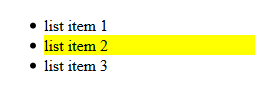 • list item 1
• list item 2
• list item 3